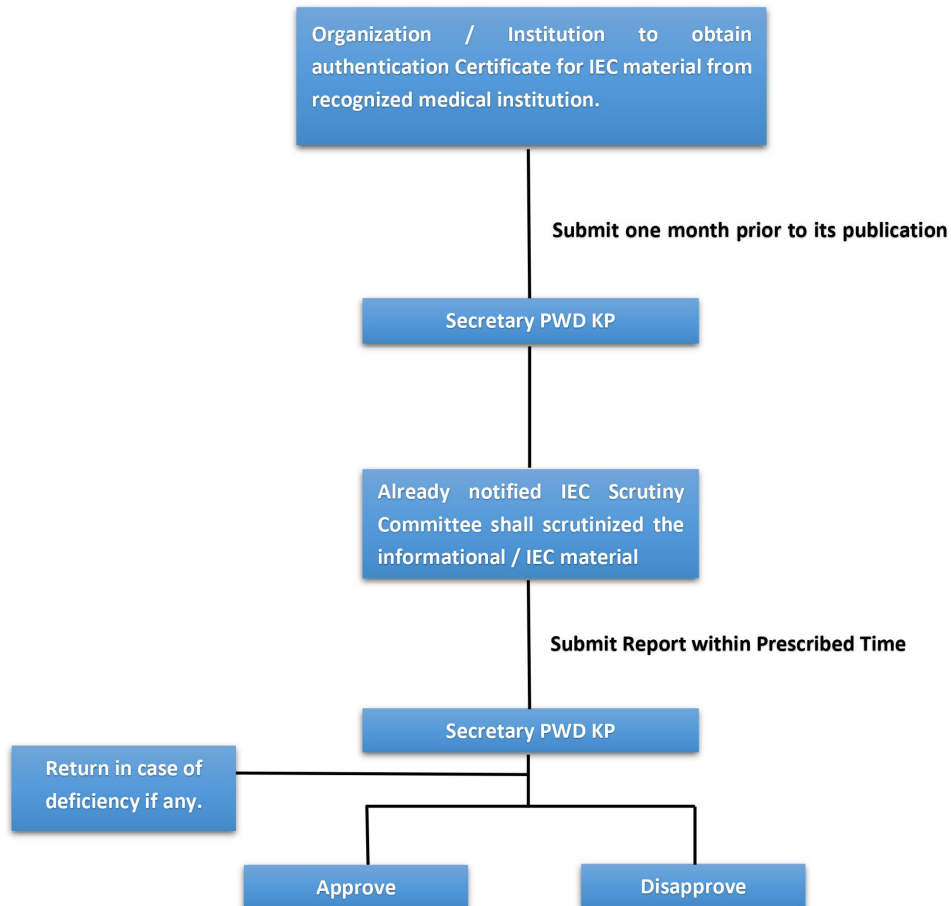 Organization / Institution to obtain
authentication Certificate for IEC material from
recognized medical institution.
Submit one month prior to its publication
Secretary PWD KP
Already notified IEC Scrutiny
Committee shall scrutinized the
informational / IEC material
Submit Report within Prescribed Time
Secretary PWD KP
Return in case of
deficiency if any.
Approve
Disapprove